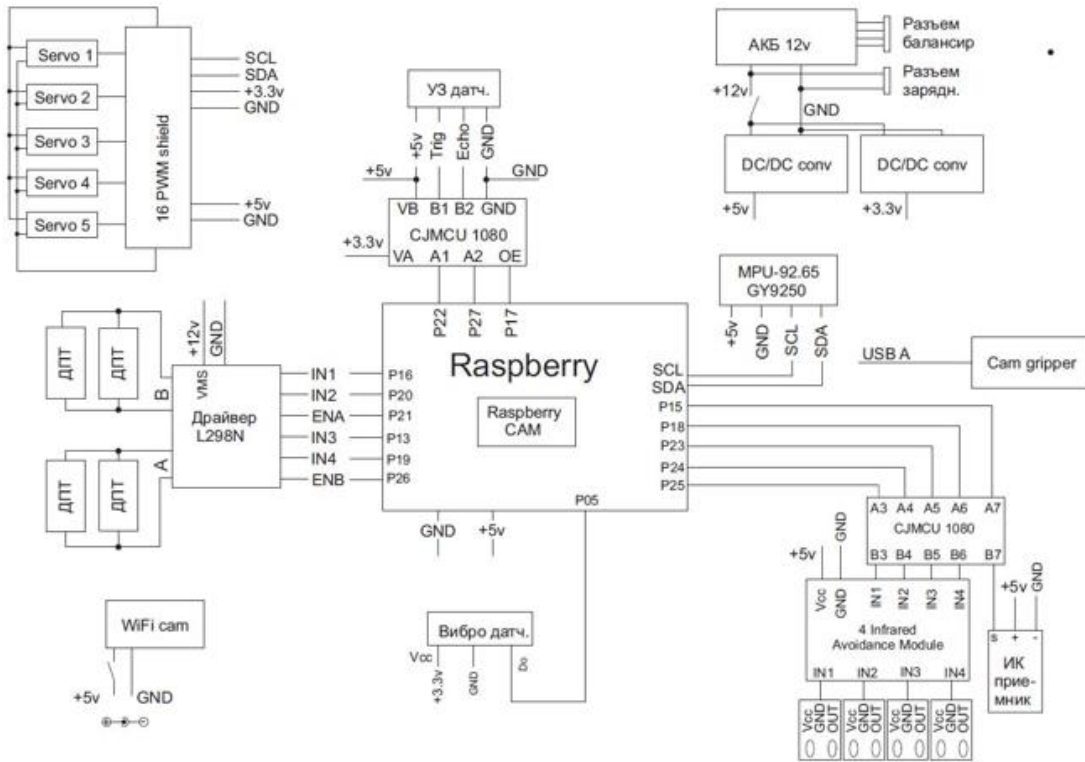 Servo 1
Servo 2
Servo 3
Servo 4
Servo 5
16 PWM shield
SCL
SDA
+3.3v
GND
+5v
GND
УЗ датч.
+5v
Trig
Echo
GND
+5v
GND
VB B1 B2 GND
CJMCU 1080
+3.3v
VA A1 A2 OE
АКБ 12v
Разъем
балансир
Разъем
зарядн.
+12v
GND
DC/DC conv
DC/DC conv
+5v
+3.3v
MPU-92.65
GY9250
+5v
GND
SCL
SDA
USB A
Cam gripper
ДПТ
ДПТ
ДПТ
ДПТ
B
A
+12v
GND
VMS
Драйвер
L298N
IN1
IN2
ENA
IN3
IN4
ENB
P22
P27
P17
Raspberry
Raspberry
CAM
P16
P20
P21
P13
P19
P26
SCL
SDA
P15
P18
P23
P24
P25
P05
GND
+5v
A3 A4 A5 A6 A7
CJMCU 1080
B3 B4 B5 B6 B7
+5v
GND
Vcc
GND
IN1
IN2
IN3
IN4
4 Infrared
Avoidance Module
IN1 IN2 IN3 IN4
Vcc
GND
OUT
Vcc
GND
OUT
Vcc
GND
OUT
Vcc
GND
OUT
+5v
GND
s + -
ИК
прие-
мник
WiFi cam
+5v
GND
Вибро датч.
Vcc
+3.3v
GND
Do